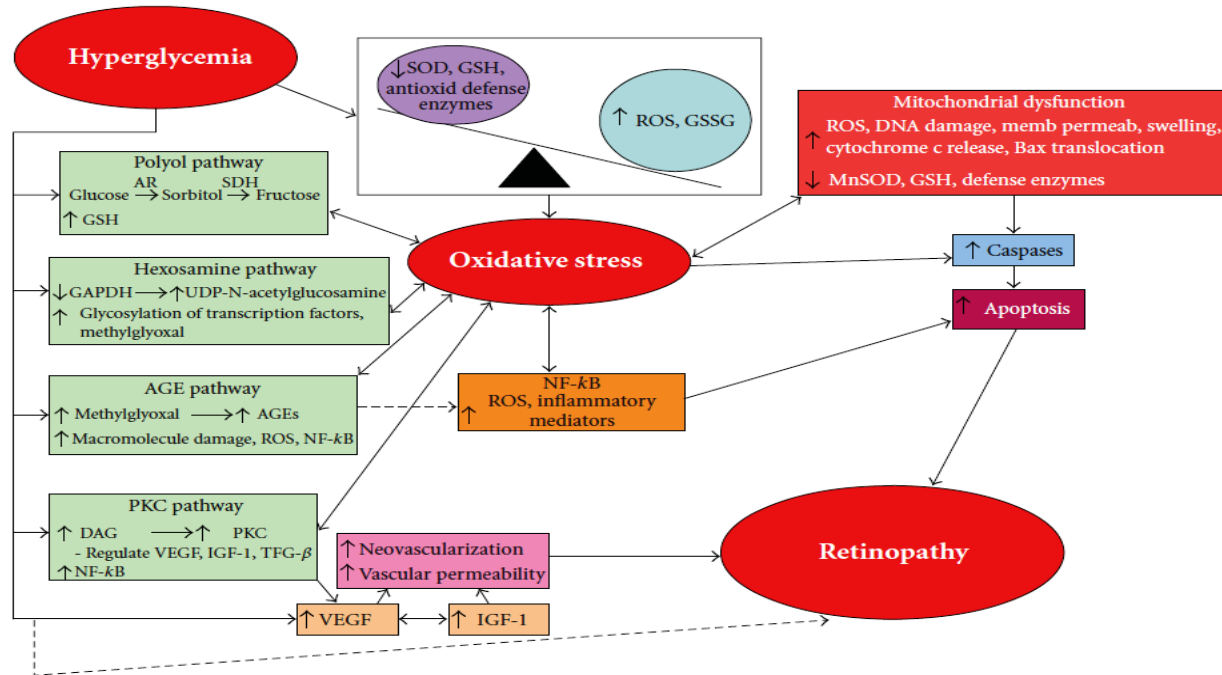 Hyperglycemia
↓SOD, GSH,
antioxid defense
enzymes
↑ ROS, GSSG
Mitochondrial dysfunction
↑ ROS, DNA damage, memb permeab, swelling,
cytochrome c release, Bax translocation
↓ MnSOD, GSH, defense enzymes
Polyol pathway
AR SDH
Glucose → Sorbitol → Fructose
↑ GSH
Oxidative stress
↑ Caspases
Hexosamine pathway
↓GAPDH → ↑UDP-N-acetylglucosamine
↑ Glycosylation of transcription factors,
methylglyoxal
↑ Apoptosis
AGE pathway
↑ Methylglyoxal → ↑ AGEs
↑ Macromolecule damage, ROS, NF-kB
NF-kB
↑ ROS, inflammatory
mediators
PKC pathway
↑ DAG → ↑ PKC
- Regulate VEGF, IGF-1, TFG-β
↑NF-kB
↑ Neovascularization
↑ Vascular permeability
Retinopathy
↑ VEGF
↑ IGF-1